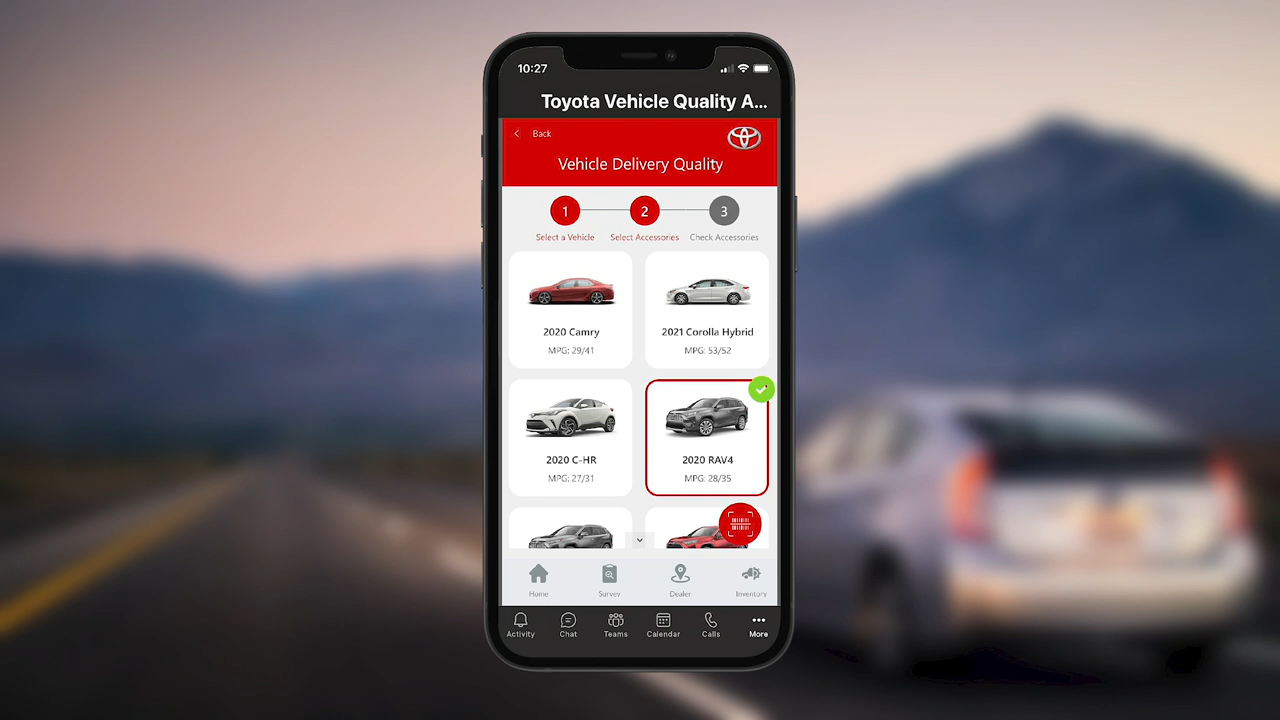 10:27
Toyota Vehicle Quality A...
Back
Vehicle Delivery Quality
1 2 3
Select a Vehicle Select Accessories Check Accessories
2020 Camry 2021 Corolla Hybrid
MPG: 29/41 MPG: 53/52
2020 C-HR 2020 RAV4
MPG: 27/31 MPG: 28/35
Home Survey Dealer Inventory
Activity Chat Teams Calendar Calls More